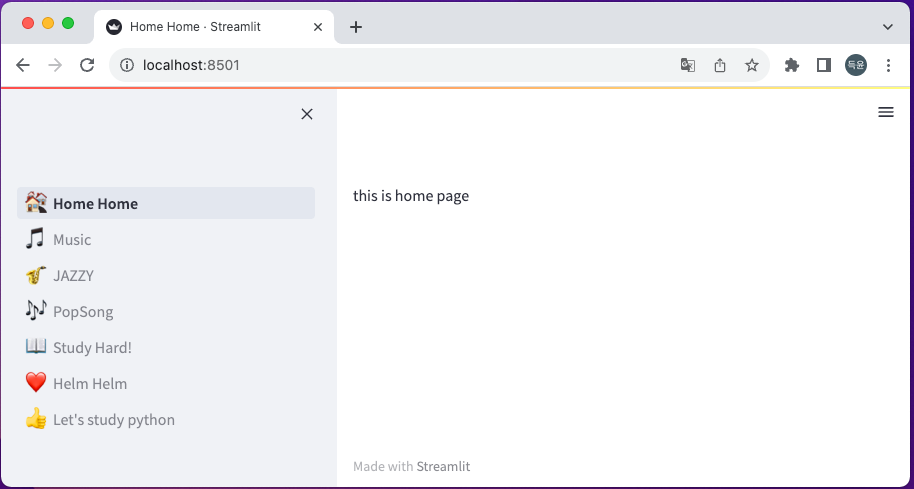 Home Home · Streamlit
localhost:8501
득윤
Home Home
Music
JAZZY
PopSong
Study Hard!
Helm Helm
Let's study python
this is home page
Made with Streamlit